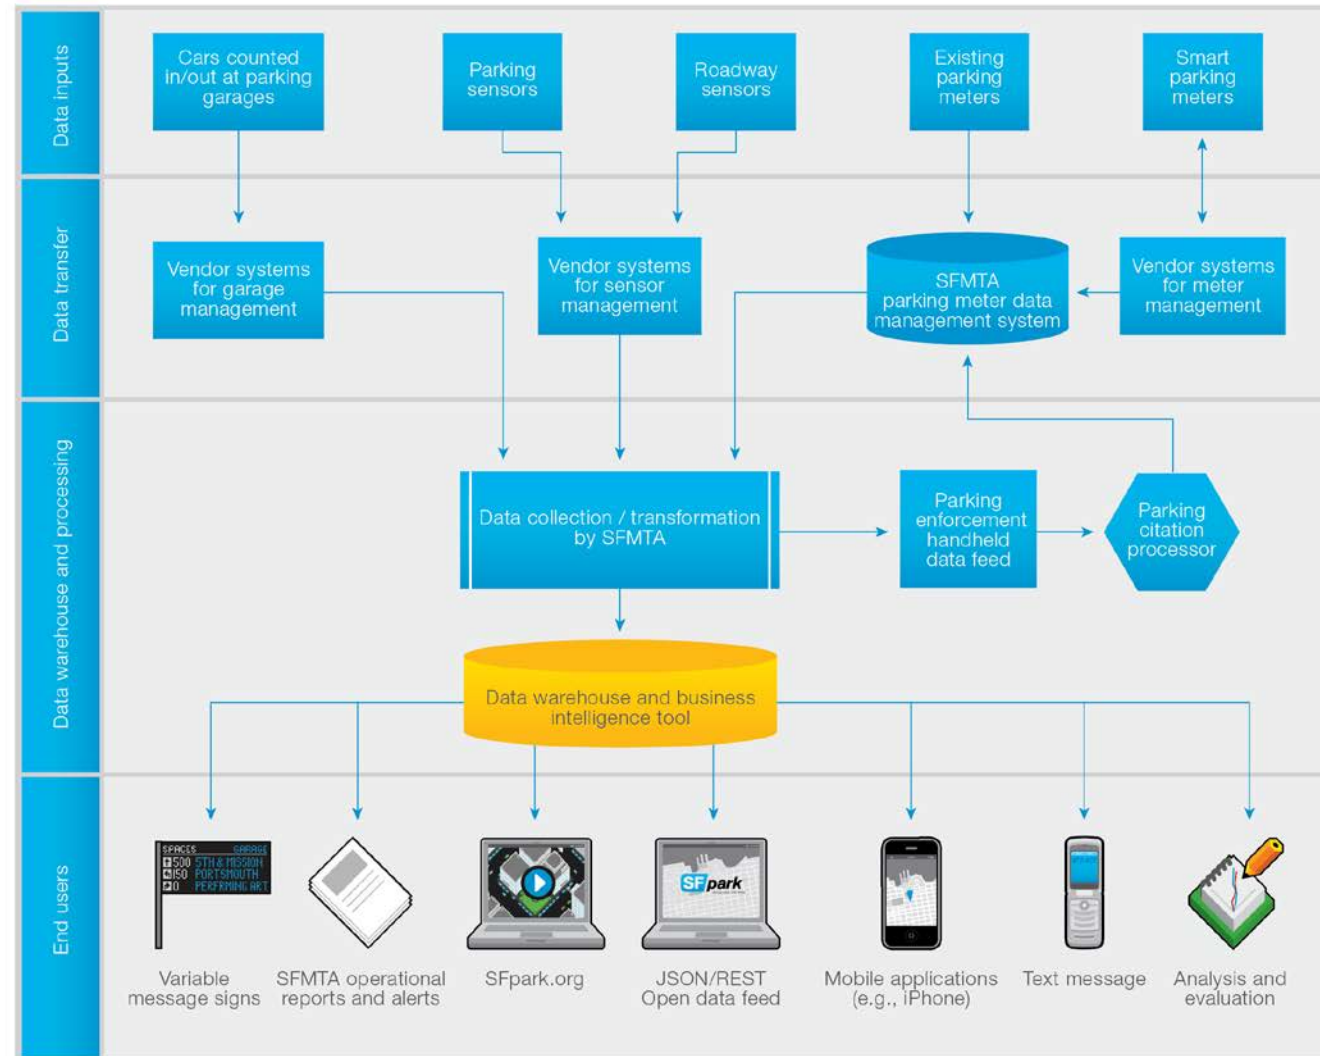 Data inputs
Cars counted
in/out at parking
garages
Parking
sensors
Roadway
sensors
Existing
parking
meters
Smart
parking
meters
Data transfer
Vendor systems
for garage
management
Vendor systems
for sensor
management
SFMTA
parking meter data
management system
Vendor systems
for meter
management
Data warehouse and processing
Data collection / transformation
by SFMTA
Parking
enforcement
handheld
data feed
Parking
citation
processor
Data warehouse and business
intelligence tool
End users
SPACES GARAGE
500 5TH & MISSION
150 PORTSMOUTH
0 PERFRMING ART
SFpark
Variable
message signs
SFMTA operational
reports and alerts
SFpark.org
JSON/REST
Open data feed
Mobile applications
(e.g., iPhone)
Text message
Analysis and
evaluation